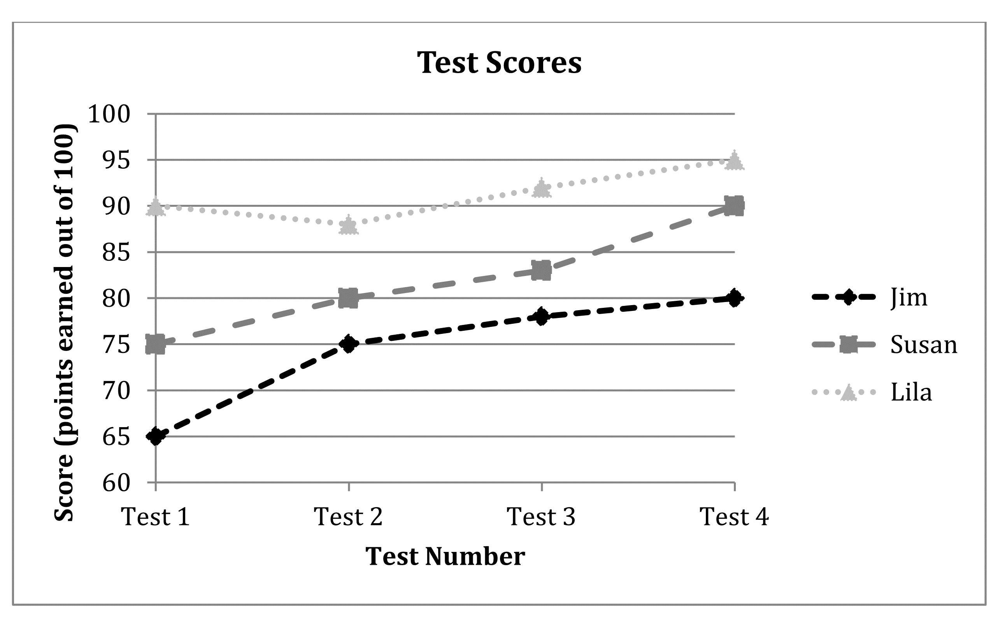 Test Scores
Score (points earned out of 100)
100
95
90
85
80
75
70
65
60
Test 1 Test 2 Test 3 Test 4
Test Number
Jim
Susan
Lila